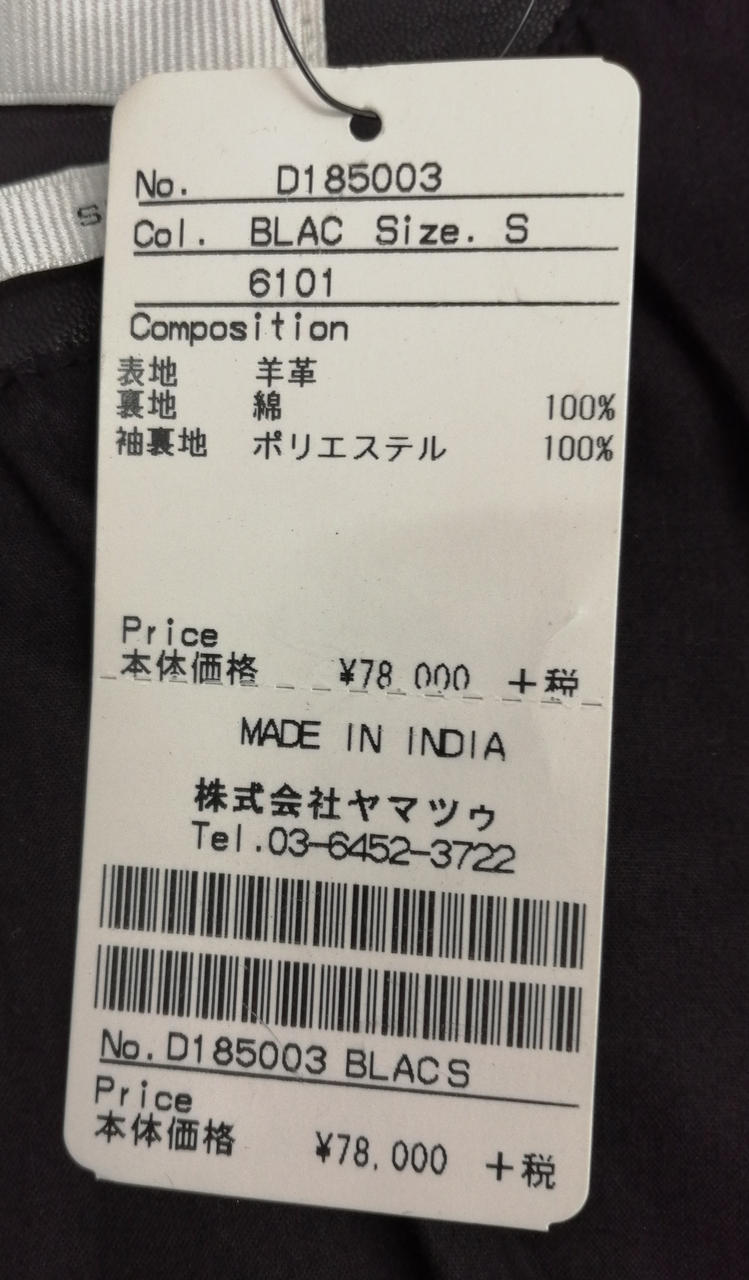 S
No. D185003
Col. BLAC Size. S
6101
Composition
表地 羊革
裏地 綿 100%
袖裏地 ポリエステル 100%
Price
本体価格 ¥78,000 +税
MADE IN INDIA
株式会社ヤマツゥ
Tel.03-6452-3722
No.D185003 BLAC S
Price
本体価格 ¥78,000 +税